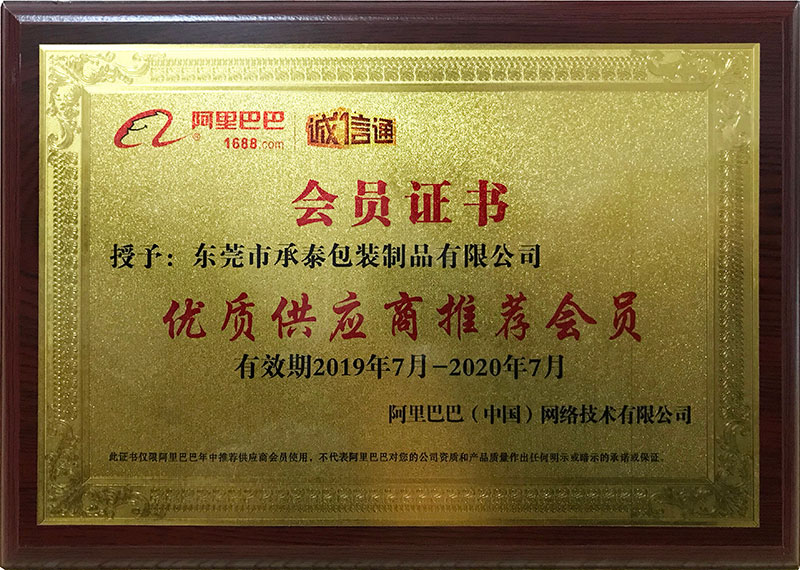 阿里巴巴 诚信通
® 1688.com
会员证书
授予：东莞市承泰包装制品有限公司
优质供应商推荐会员
有效期2019年7月-2020年7月
阿里巴巴（中国）网络技术有限公司
此证书仅限阿里巴巴年中推荐供应商会员使用，不代表阿里巴巴对您的公司资质和产品质量作出任何明示或暗示的承诺或保证。